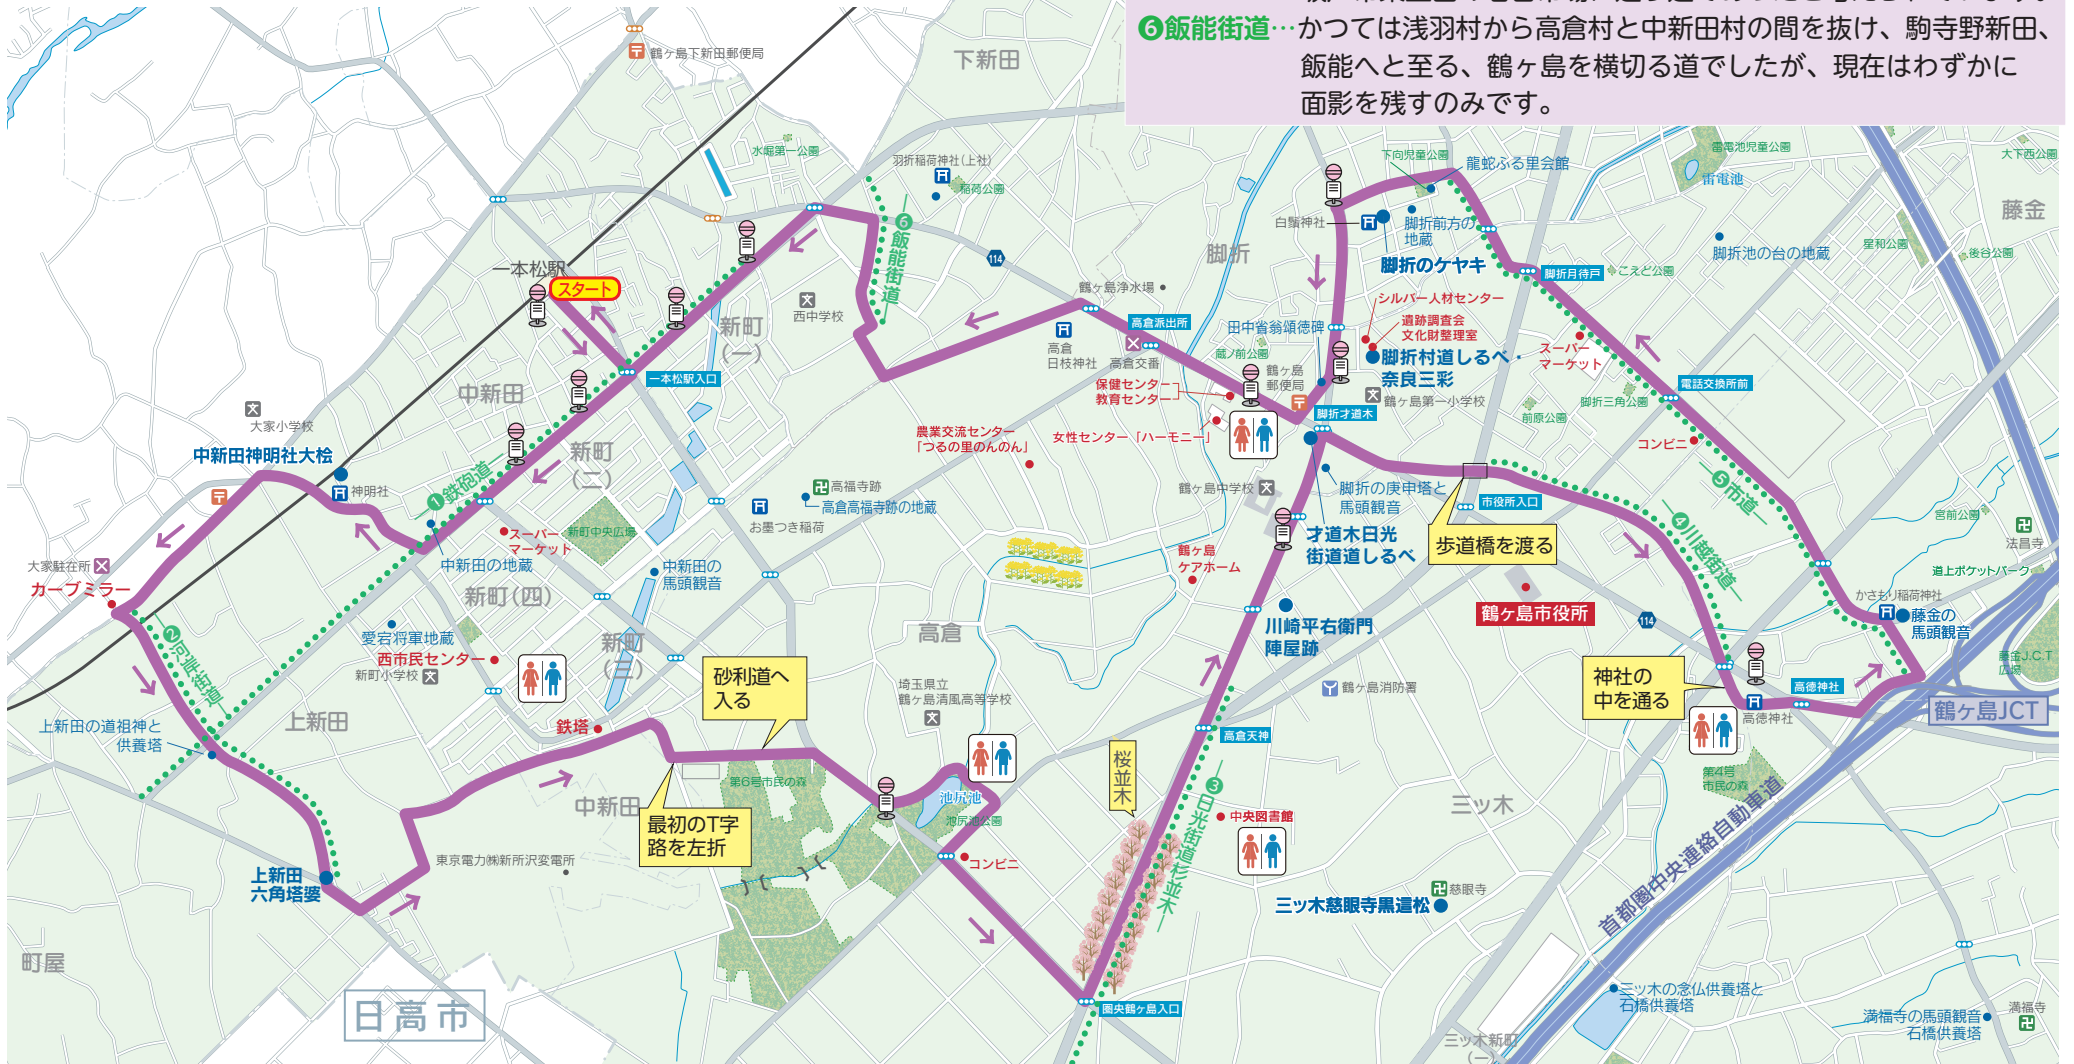 ❻飯能街道…かつては浅羽村から高倉村と中新田村の間を抜け、駒寺野新田、
飯能へと至る、鶴ヶ島を横切る道でしたが、現在はわずかに
面影を残すのみです。
鶴ヶ島下新田郵便局
下新田
水堀第一公園
羽折稲荷神社(上社)
稲荷公園
下向児童公園
龍蛇ふる里会館
雷電池児童公園
雷電池
大下西公園
藤金
白鬚神社
脚折前方の
地蔵
脚折池の台の地蔵
星和公園
後谷公園
❻飯能街道
脚折
114
脚折のケヤキ
脚折月待戸
こえど公園
一本松駅
スタート
鶴ヶ島浄水場
シルバー人材センター
西中学校
新町
(一)
高倉派出所
田中省翁頌徳碑
遺跡調査会
文化財整理室
高倉
日枝神社
高倉交番
蔵ノ前公園
脚折村道しるべ・
奈良三彩
スーパー
マーケット
一本松駅入口
中新田
保健センター
教育センター
鶴ヶ島
郵便局
鶴ヶ島第一小学校
電話交換所前
脚折三角公園
前原公園
大家小学校
農業交流センター
「つるの里のんのん」
女性センター「ハーモニー」
脚折才道木
コンビニ
中新田神明社大桧
新町
(二)
神明社
❶鉄砲道
高福寺跡
高倉高福寺跡の地蔵
お墨つき稲荷
鶴ヶ島中学校
脚折の庚申塔と
馬頭観音
市役所入口
❺市道
宮前公園
法昌寺
スーパー
マーケット
新町中央広場
才道木日光
街道道しるべ
歩道橋を渡る
❹川越街道
大家駐在所
カーブミラー
中新田の地蔵
中新田の
馬頭観音
鶴ヶ島
ケアホーム
道上ポケットパーク
かさもり稲荷神社
新町(四)
高倉
川崎平右衛門
陣屋跡
鶴ヶ島市役所
114
藤金の
馬頭観音
❷河岸街道
愛宕将軍地蔵
西市民センター
新町小学校
新町
(三)
砂利道へ
入る
埼玉県立
鶴ヶ島清風高等学校
鶴ヶ島消防署
神社の
中を通る
高徳神社
高徳神社
藤金J.C.T
広場
鶴ヶ島JCT
上新田
上新田の道祖神と
供養塔
鉄塔
高倉天神
桜並木
第6号市民の森
池尻池
池尻池公園
第4号
市民の森
中新田
最初のT字
路を左折
❸日光街道杉並木
中央図書館
三ッ木
東京電力㈱新所沢変電所
コンビニ
上新田
六角塔婆
慈眼寺
三ッ木慈眼寺黒這松
首都圏中央連絡自動車道
町屋
日高市
圏央鶴ヶ島入口
三ッ木の念仏供養塔と
石橋供養塔
満福寺の馬頭観音
石橋供養塔
満福寺
三ッ木新町
(一)